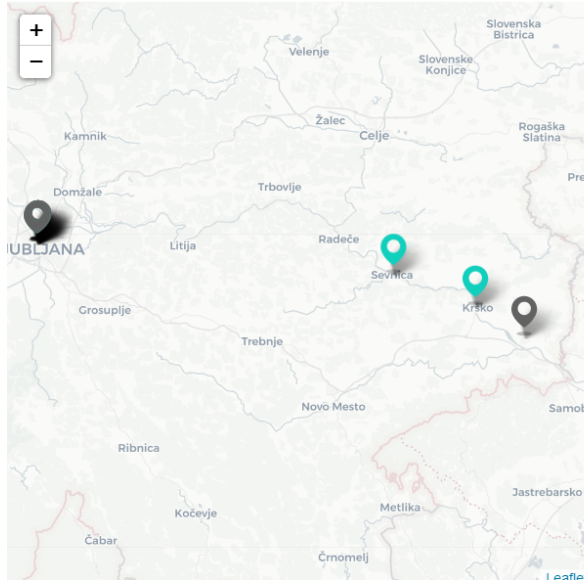 +
−
Slovenska
Bistrica
Velenje
Slovenske
Konjice
Žalec
Celje
Rogaška
Slatina
Kamnik
Pre
Domžale
Trbovlje
UBLJANA
Litija
Radeče
Sevnica
Grosuplje
Krško
Trebnje
Novo Mesto
Samob
Ribnica
Jastrebarsko
Metlika
Kočevje
Čabar
Črnomelj
Leafle